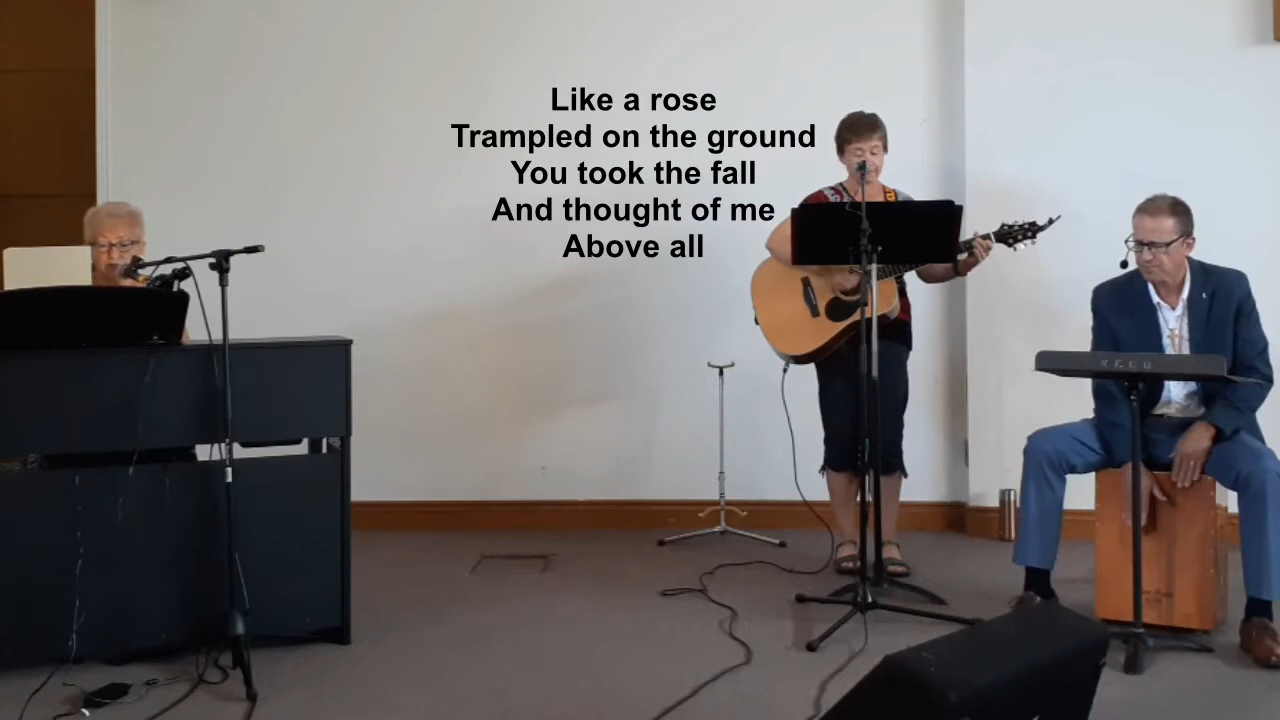 Like a rose
Trampled on the ground
You took the fall
And thought of me
Above all